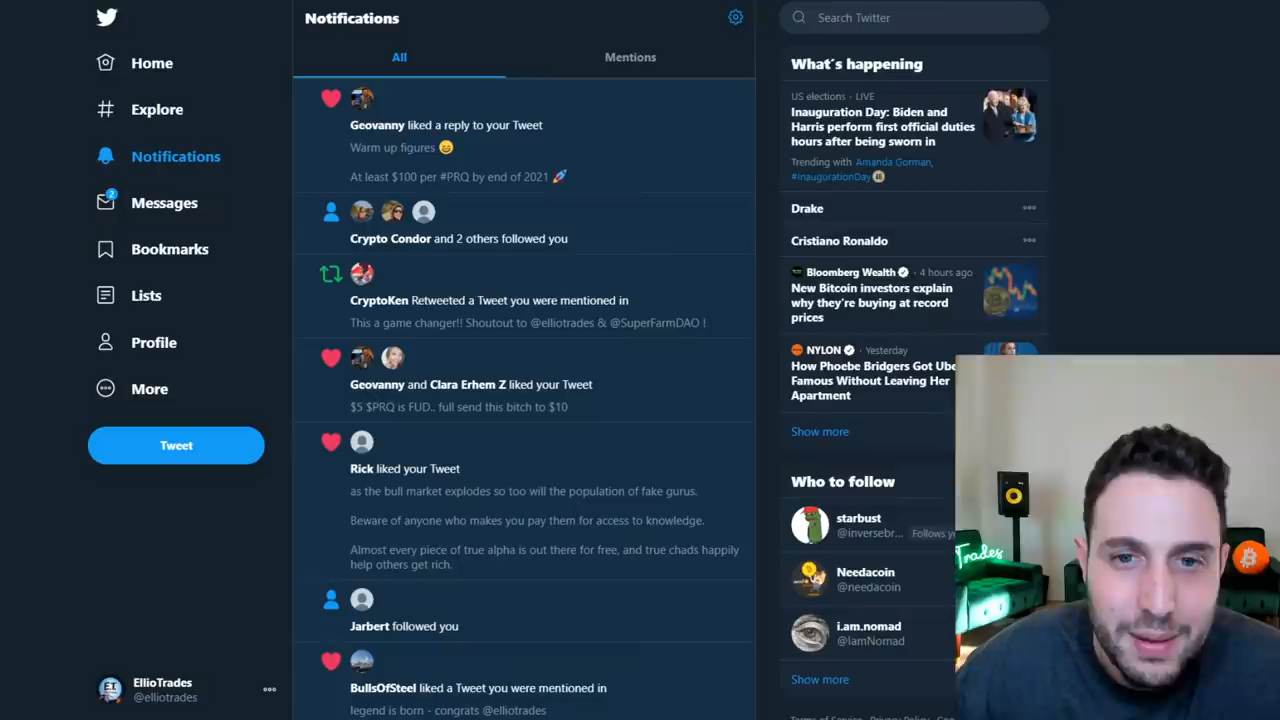 Home
Explore
Notifications
2
Messages
Bookmarks
Lists
Profile
More
Tweet
EllioTrades
@elliotrades
Notifications
All
Mentions
Geovanny liked a reply to your Tweet
Warm up figures 😄
At least $100 per #PRQ by end of 2021 🚀
Crypto Condor and 2 others followed you
CryptoKen Retweeted a Tweet you were mentioned in
This a game changer!! Shoutout to @elliotrades & @SuperFarmDAO !
Geovanny and Clara Erhem Z liked your Tweet
$5 $PRQ is FUD.. full send this bitch to $10
Rick liked your Tweet
as the bull market explodes so too will the population of fake gurus.
Beware of anyone who makes you pay them for access to knowledge.
Almost every piece of true alpha is out there for free, and true chads happily
help others get rich.
Jarbert followed you
BullsOfSteel liked a Tweet you were mentioned in
legend is born - congrats @elliotrades
Search Twitter
What's happening
US elections · LIVE
Inauguration Day: Biden and
Harris perform first official duties
hours after being sworn in
Trending with Amanda Gorman,
#InaugurationDay
Drake
Cristiano Ronaldo
Bloomberg Wealth · 4 hours ago
New Bitcoin investors explain
why they're buying at record
prices
NYLON · Yesterday
How Phoebe Bridgers Got Ube
Famous Without Leaving Her
Apartment
Show more
Who to follow
starbust
@inversebr... Follows y
Needacoin
@needacoin
i.am.nomad
@IamNomad
Show more
Trades